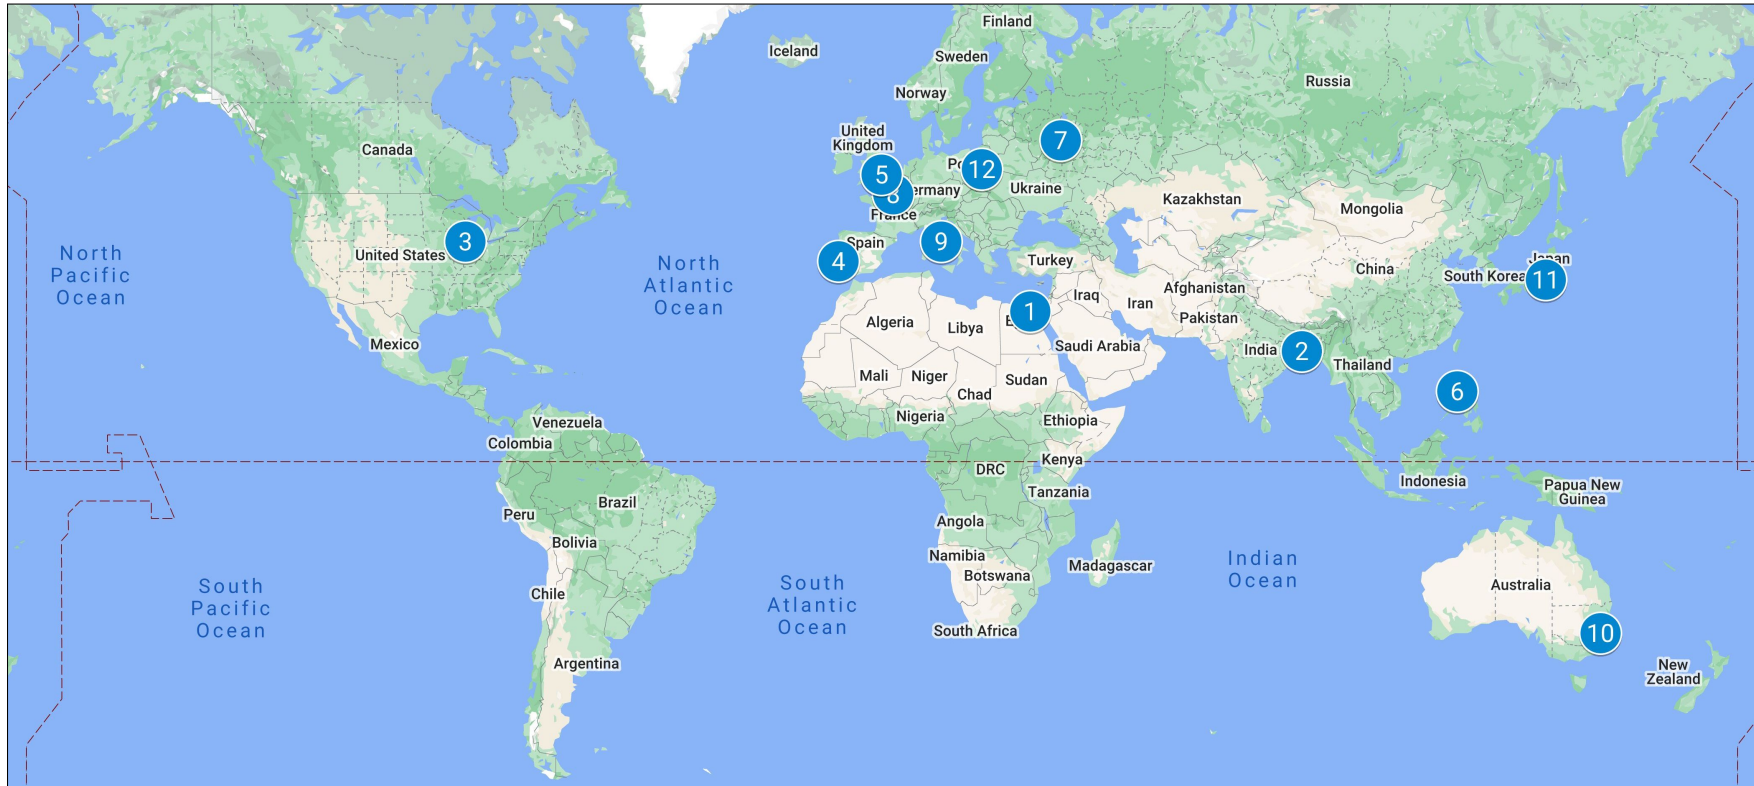 Finland
Iceland
Sweden
Russia
Norway
United
Kingdom
7
Canada
12
5
Germany
Ukraine
8
Kazakhstan
Mongolia
France
3
9
Spain
North
Pacific
Ocean
United States
North
Atlantic
Ocean
4
Turkey
Japan
China
South Korea
11
Afghanistan
Iraq
Iran
1
Pakistan
Algeria
Libya
Mexico
Saudi Arabia
India
2
Thailand
Mali
Niger
Sudan
6
Chad
Venezuela
Nigeria
Ethiopia
Colombia
Kenya
DRC
Indonesia
Papua New
Guinea
Tanzania
Brazil
Peru
Angola
Bolivia
Namibia
Madagascar
Indian
Ocean
Botswana
Australia
South
Pacific
Ocean
Chile
South
Atlantic
Ocean
South Africa
10
Argentina
New
Zealand